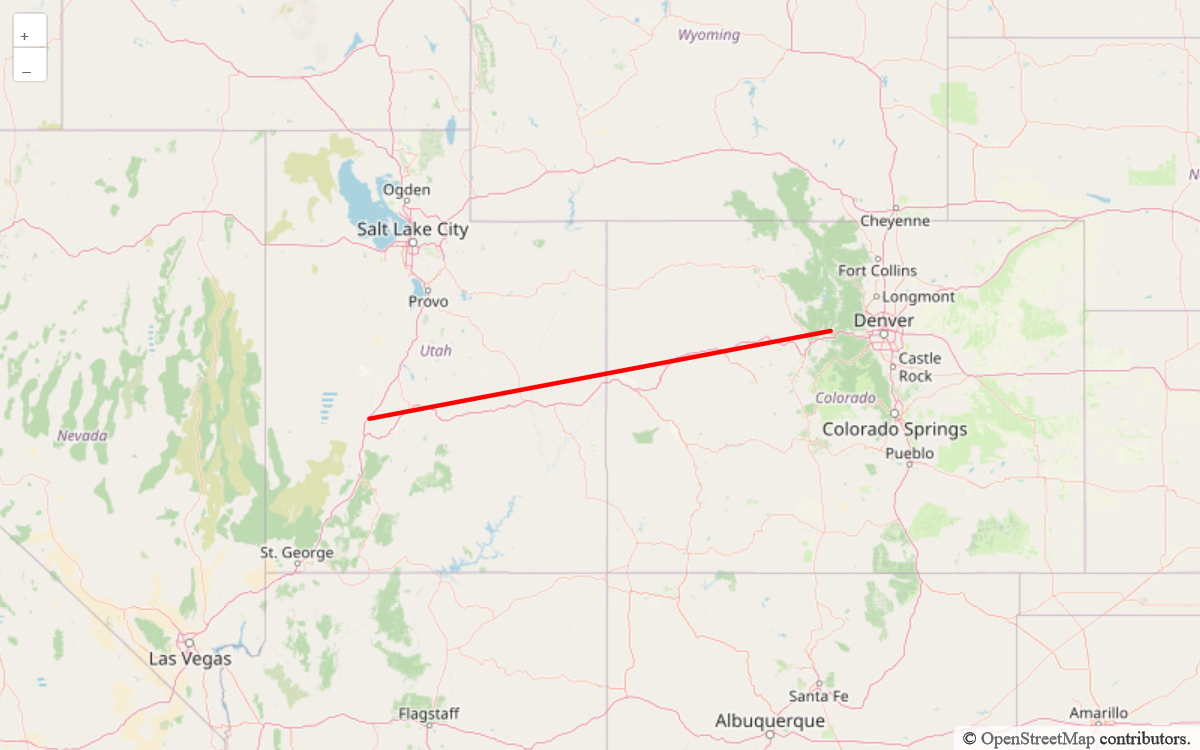 +
–
Wyoming
Ogden
Salt Lake City
Cheyenne
Fort Collins
Provo
Longmont
Denver
Utah
Castle
Rock
Colorado
Nevada
Colorado Springs
Pueblo
St. George
Las Vegas
Santa Fe
Flagstaff
Albuquerque
Amarillo
N
© OpenStreetMap contributors.